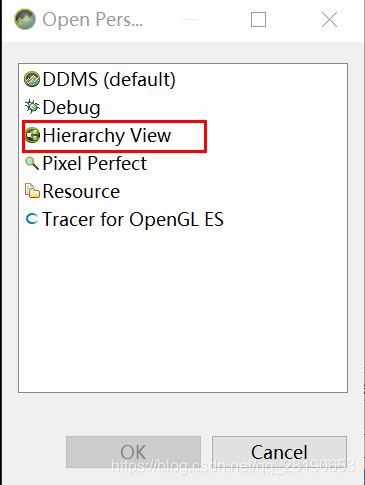 Open Pers...
DDMS (default)
Debug
Hierarchy View
Pixel Perfect
Resource
Tracer for OpenGL ES
OK
Cancel
https://blog.csdn.net/qq_28190653